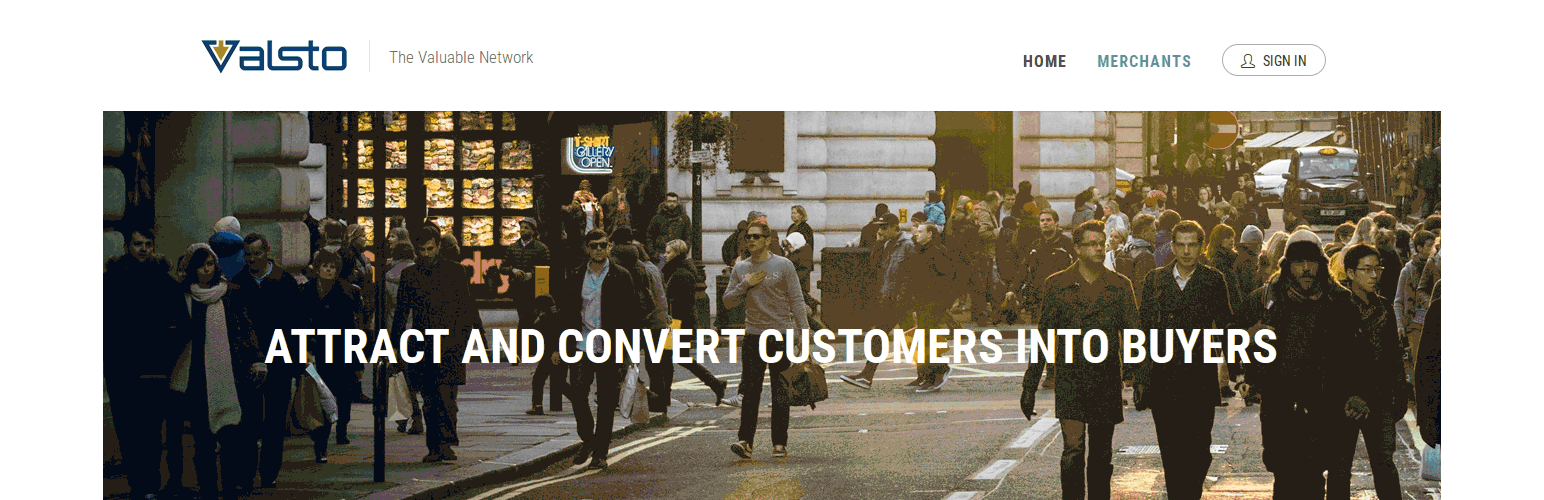 Valsto
The Valuable Network
HOME
MERCHANTS
SIGN IN
T-SHIRT
GALLERY
OPEN.
ATTRACT AND CONVERT CUSTOMERS INTO BUYERS